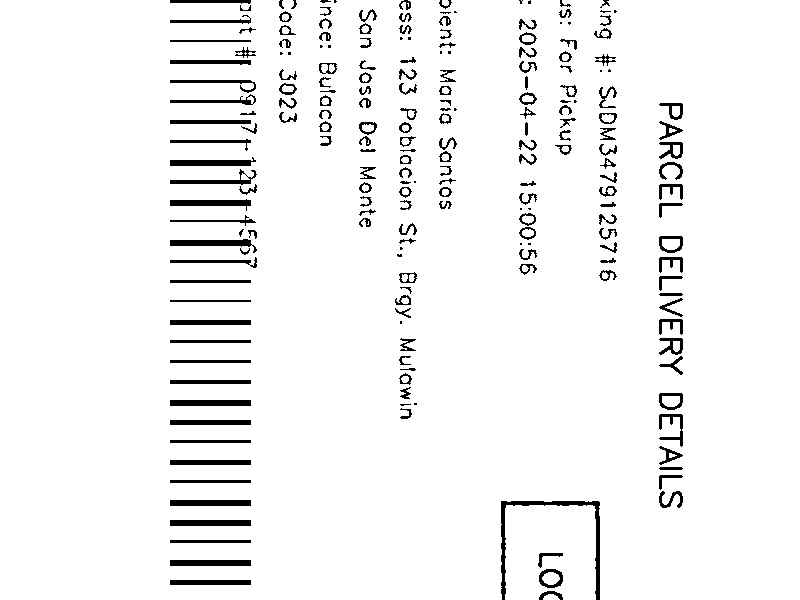 PARCEL DELIVERY DETAILS
king #: SJDM3479125716
us: For Pickup
: 2025-04-22 15:00:56
LOC
pient: Maria Santos
ess: 123 Poblacion St., Brgy. Mulawin
San Jose Del Monte
ince: Bulacan
Code: 3023
act #: 0917-123-4567